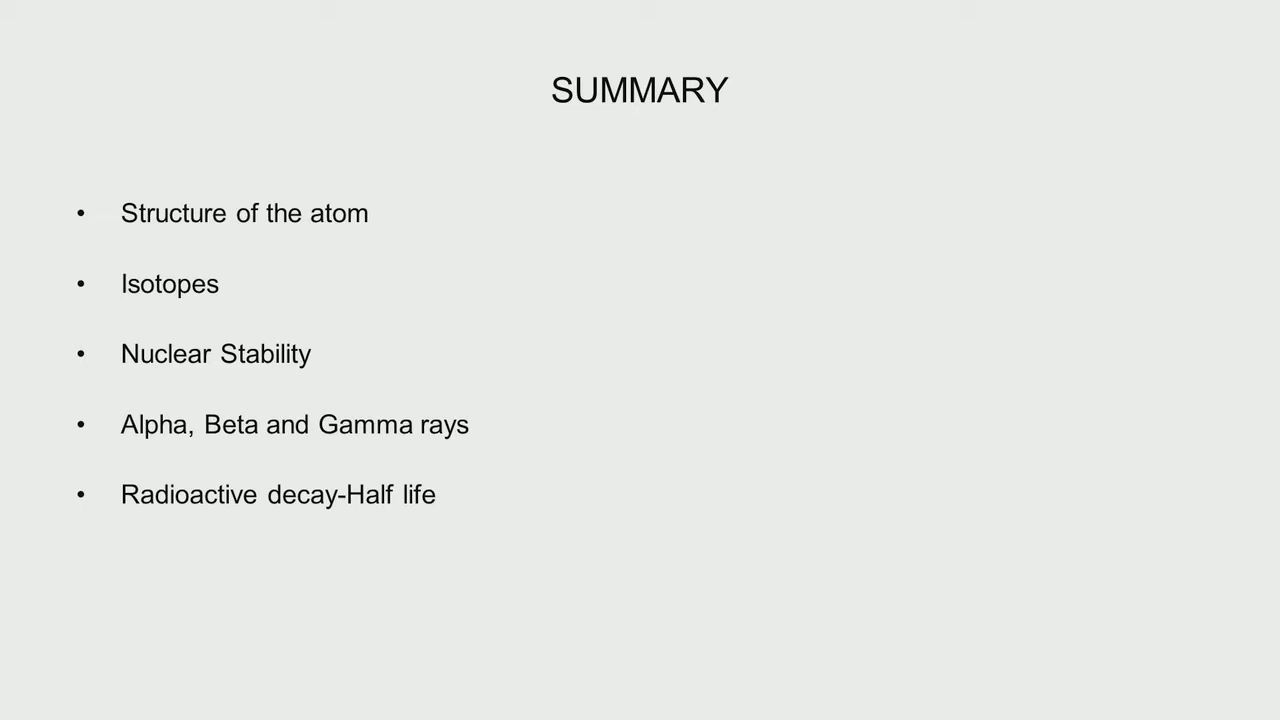 SUMMARY
• Structure of the atom
• Isotopes
• Nuclear Stability
• Alpha, Beta and Gamma rays
• Radioactive decay-Half life